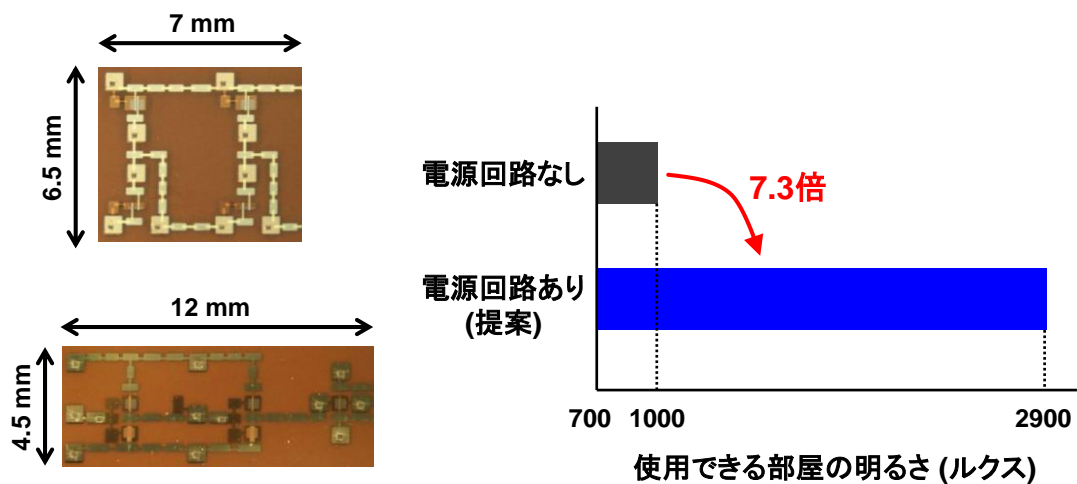 7 mm
6.5 mm
12 mm
4.5 mm
電源回路なし
7.3倍
電源回路あり
(提案)
700
1000
2900
使用できる部屋の明るさ (ルクス)